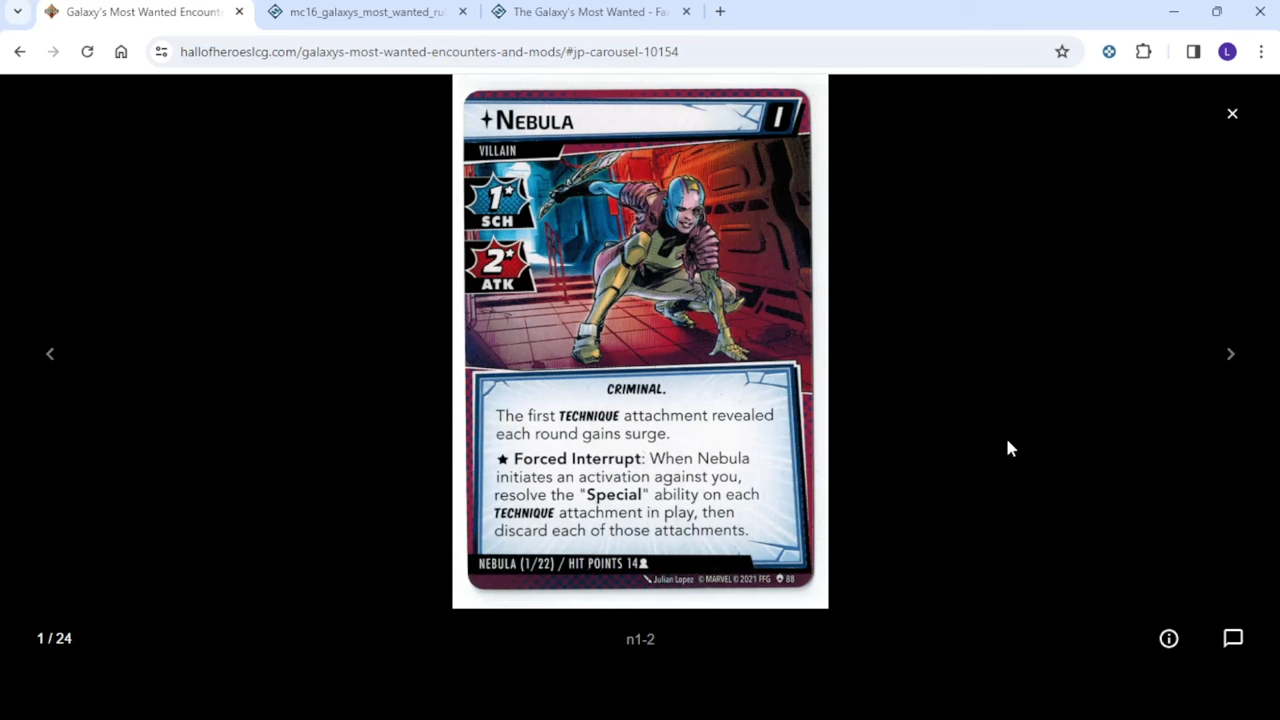 Galaxy's Most Wanted Encount
mc16_galaxys_most_wanted_ru
The Galaxy's Most Wanted - Fa
hallofheroeslcg.com/galaxys-most-wanted-encounters-and-mods/#jp-carousel-10154
L
NEBULA
I
VILLAIN
1*
SCH
2*
ATK
CRIMINAL.
The first TECHNIQUE attachment revealed
each round gains surge.
★ Forced Interrupt: When Nebula
initiates an activation against you,
resolve the "Special" ability on each
TECHNIQUE attachment in play, then
discard each of those attachments.
NEBULA (1/22) / HIT POINTS 14
Julian Lopez © MARVEL © 2021 FFG 88
1 / 24
n1-2